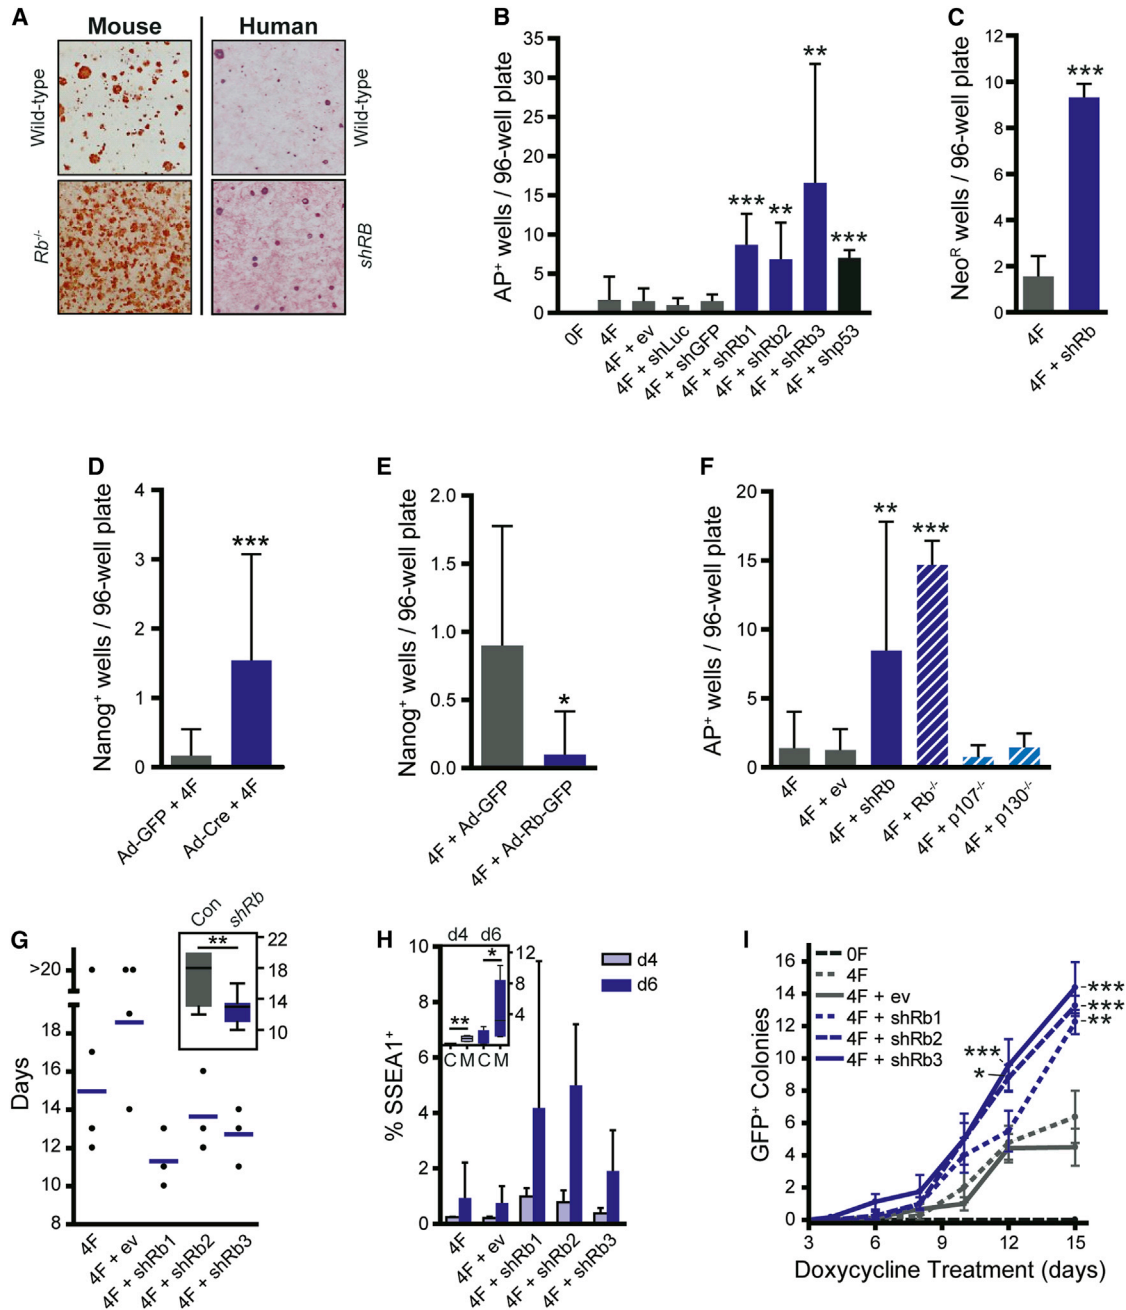 A
Mouse
Human
Wild-type
Wild-type
Rb-/-
shRB
B
AP+ wells / 96-well plate
35
30
25
20
15
10
5
0
***
**
**
***
0F
4F
4F + ev
4F + shLuc
4F + shGFP
4F + shRb1
4F + shRb2
4F + shRb3
4F + shp53
C
NeoR wells / 96-well plate
12
10
8
6
4
2
0
***
4F
4F + shRb
D
Nanog+ wells / 96-well plate
4
3
2
1
0
***
Ad-GFP + 4F
Ad-Cre + 4F
E
Nanog+ wells / 96-well plate
2.0
1.5
1.0
0.5
0.0
*
4F + Ad-GFP
4F + Ad-Rb-GFP
F
AP+ wells / 96-well plate
20
15
10
5
0
**
***
4F
4F + ev
4F + shRb
4F + Rb-/-
4F + p107-/-
4F + p130-/-
G
Days
>20
18
16
14
12
10
8
Con
shRb
**
22
18
14
10
4F
4F + ev
4F + shRb1
4F + shRb2
4F + shRb3
H
% SSEA1+
10
8
6
4
2
0
d4 d6
**
*
12
8
4
C M C M
d4
d6
4F
4F + ev
4F + shRb1
4F + shRb2
4F + shRb3
I
GFP+ Colonies
16
14
12
10
8
6
4
2
0
0F
4F
4F + ev
4F + shRb1
4F + shRb2
4F + shRb3
***
*
***
***
**
3 6 9 12 15
Doxycycline Treatment (days)